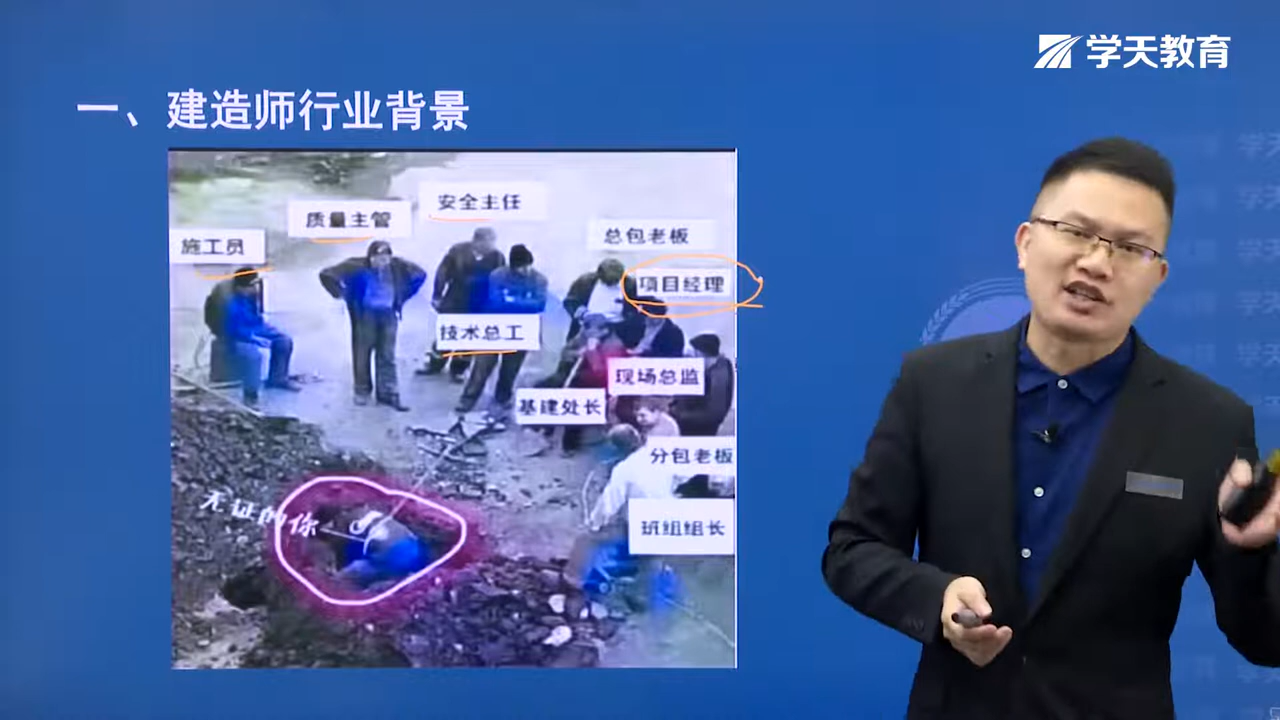 学天教育
一、建造师行业背景
安全主任
质量主管
施工员
总包老板
项目经理
技术总工
现场总监
基建处长
分包老板
无证的你
班组组长